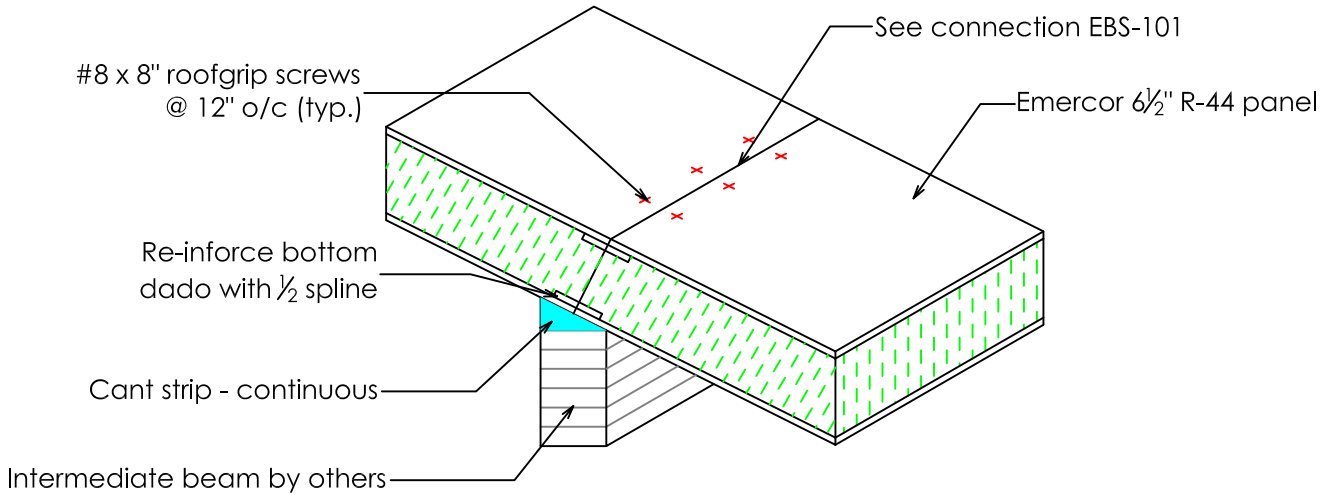 See connection EBS-101
#8 x 8" roofgrip screws
@ 12" o/c (typ.)
Emercor 6½" R-44 panel
Re-inforce bottom
dado with ½ spline
Cant strip - continuous
Intermediate beam by others